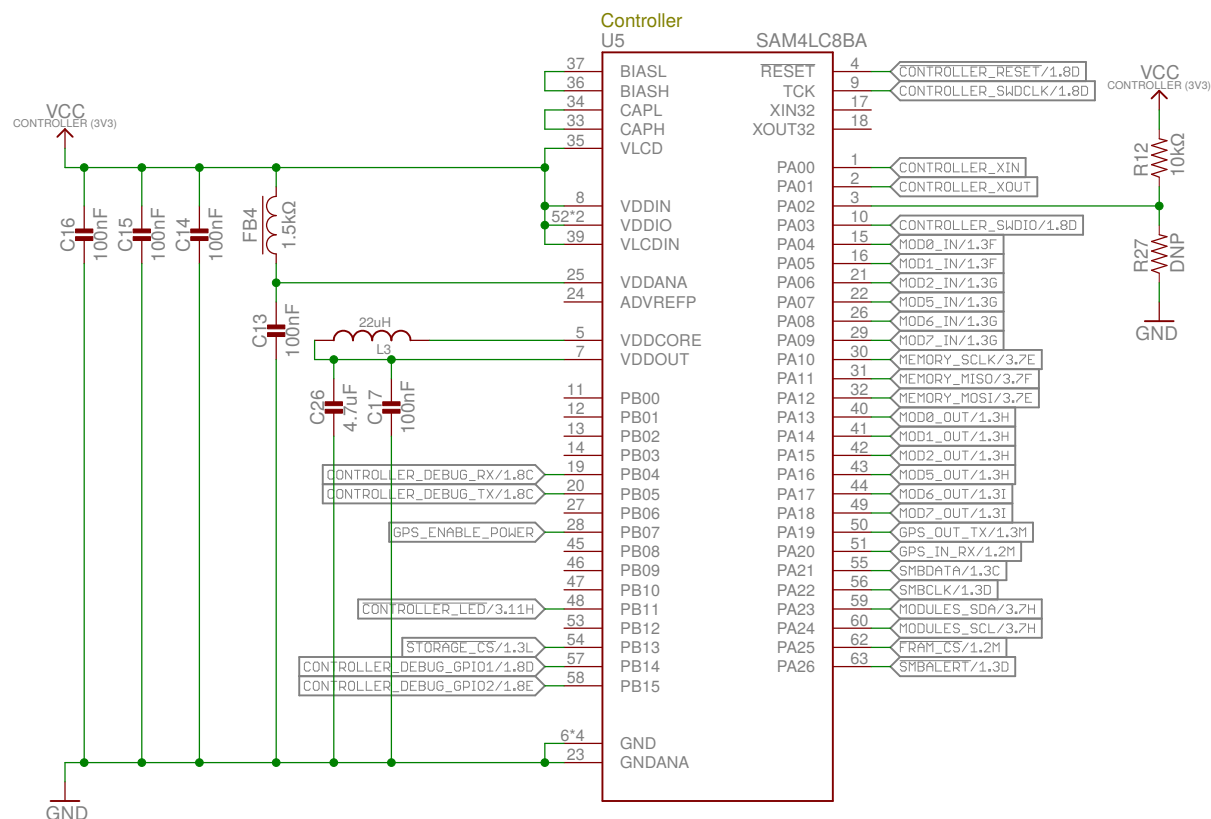 Controller
U5
SAM4LC8BA
37 BIASL
36 BIASH
34 CAPL
33 CAPH
35 VLCD
8 VDDIN
52*2 VDDIO
39 VLCDIN
25 VDDANA
24 ADVREFP
5 VDDCORE
7 VDDOUT
11 PB00
12 PB01
13 PB02
14 PB03
CONTROLLER_DEBUG_RX/1.8C 19 PB04
CONTROLLER_DEBUG_TX/1.8C 20 PB05
27 PB06
GPS_ENABLE_POWER 28 PB07
45 PB08
46 PB09
47 PB10
CONTROLLER_LED/3.11H 48 PB11
53 PB12
STORAGE_CS/1.3L 54 PB13
CONTROLLER_DEBUG_GPIO1/1.8D 57 PB14
CONTROLLER_DEBUG_GPIO2/1.8E 58 PB15
6*4 GND
23 GNDANA
RESET 4 CONTROLLER_RESET/1.8D
TCK 9 CONTROLLER_SWDCLK/1.8D
XIN32 17
XOUT32 18
PA00 1 CONTROLLER_XIN
PA01 2 CONTROLLER_XOUT
PA02 3
PA03 10 CONTROLLER_SWDIO/1.8D
PA04 15 MOD0_IN/1.3F
PA05 16 MOD1_IN/1.3F
PA06 21 MOD2_IN/1.3G
PA07 22 MOD5_IN/1.3G
PA08 26 MOD6_IN/1.3G
PA09 29 MOD7_IN/1.3G
PA10 30 MEMORY_SCLK/3.7E
PA11 31 MEMORY_MISO/3.7F
PA12 32 MEMORY_MOSI/3.7E
PA13 40 MOD0_OUT/1.3H
PA14 41 MOD1_OUT/1.3H
PA15 42 MOD2_OUT/1.3H
PA16 43 MOD5_OUT/1.3H
PA17 44 MOD6_OUT/1.3I
PA18 49 MOD7_OUT/1.3I
PA19 50 GPS_OUT_TX/1.3M
PA20 51 GPS_IN_RX/1.2M
PA21 55 SMBDATA/1.3C
PA22 56 SMBCLK/1.3D
PA23 59 MODULES_SDA/3.7H
PA24 60 MODULES_SCL/3.7H
PA25 62 FRAM_CS/1.2M
PA26 63 SMBALERT/1.3D
VCC
CONTROLLER (3V3)
C16
100nF
C15
100nF
C14
100nF
FB4
1.5kΩ
C13
100nF
22uH
L3
C26
4.7uF
C17
100nF
GND
VCC
CONTROLLER (3V3)
R12
10kΩ
R27
DNP
GND